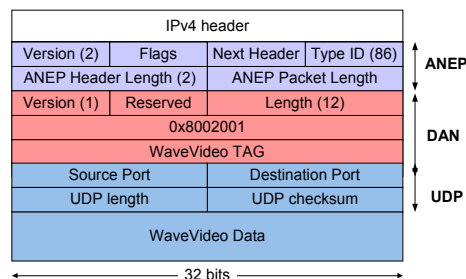 IPv4 header
Version (2) Flags Next Header Type ID (86)
ANEP Header Length (2) ANEP Packet Length
ANEP
Version (1) Reserved Length (12)
0x8002001
WaveVideo TAG
DAN
Source Port Destination Port
UDP length UDP checksum
UDP
WaveVideo Data
32 bits